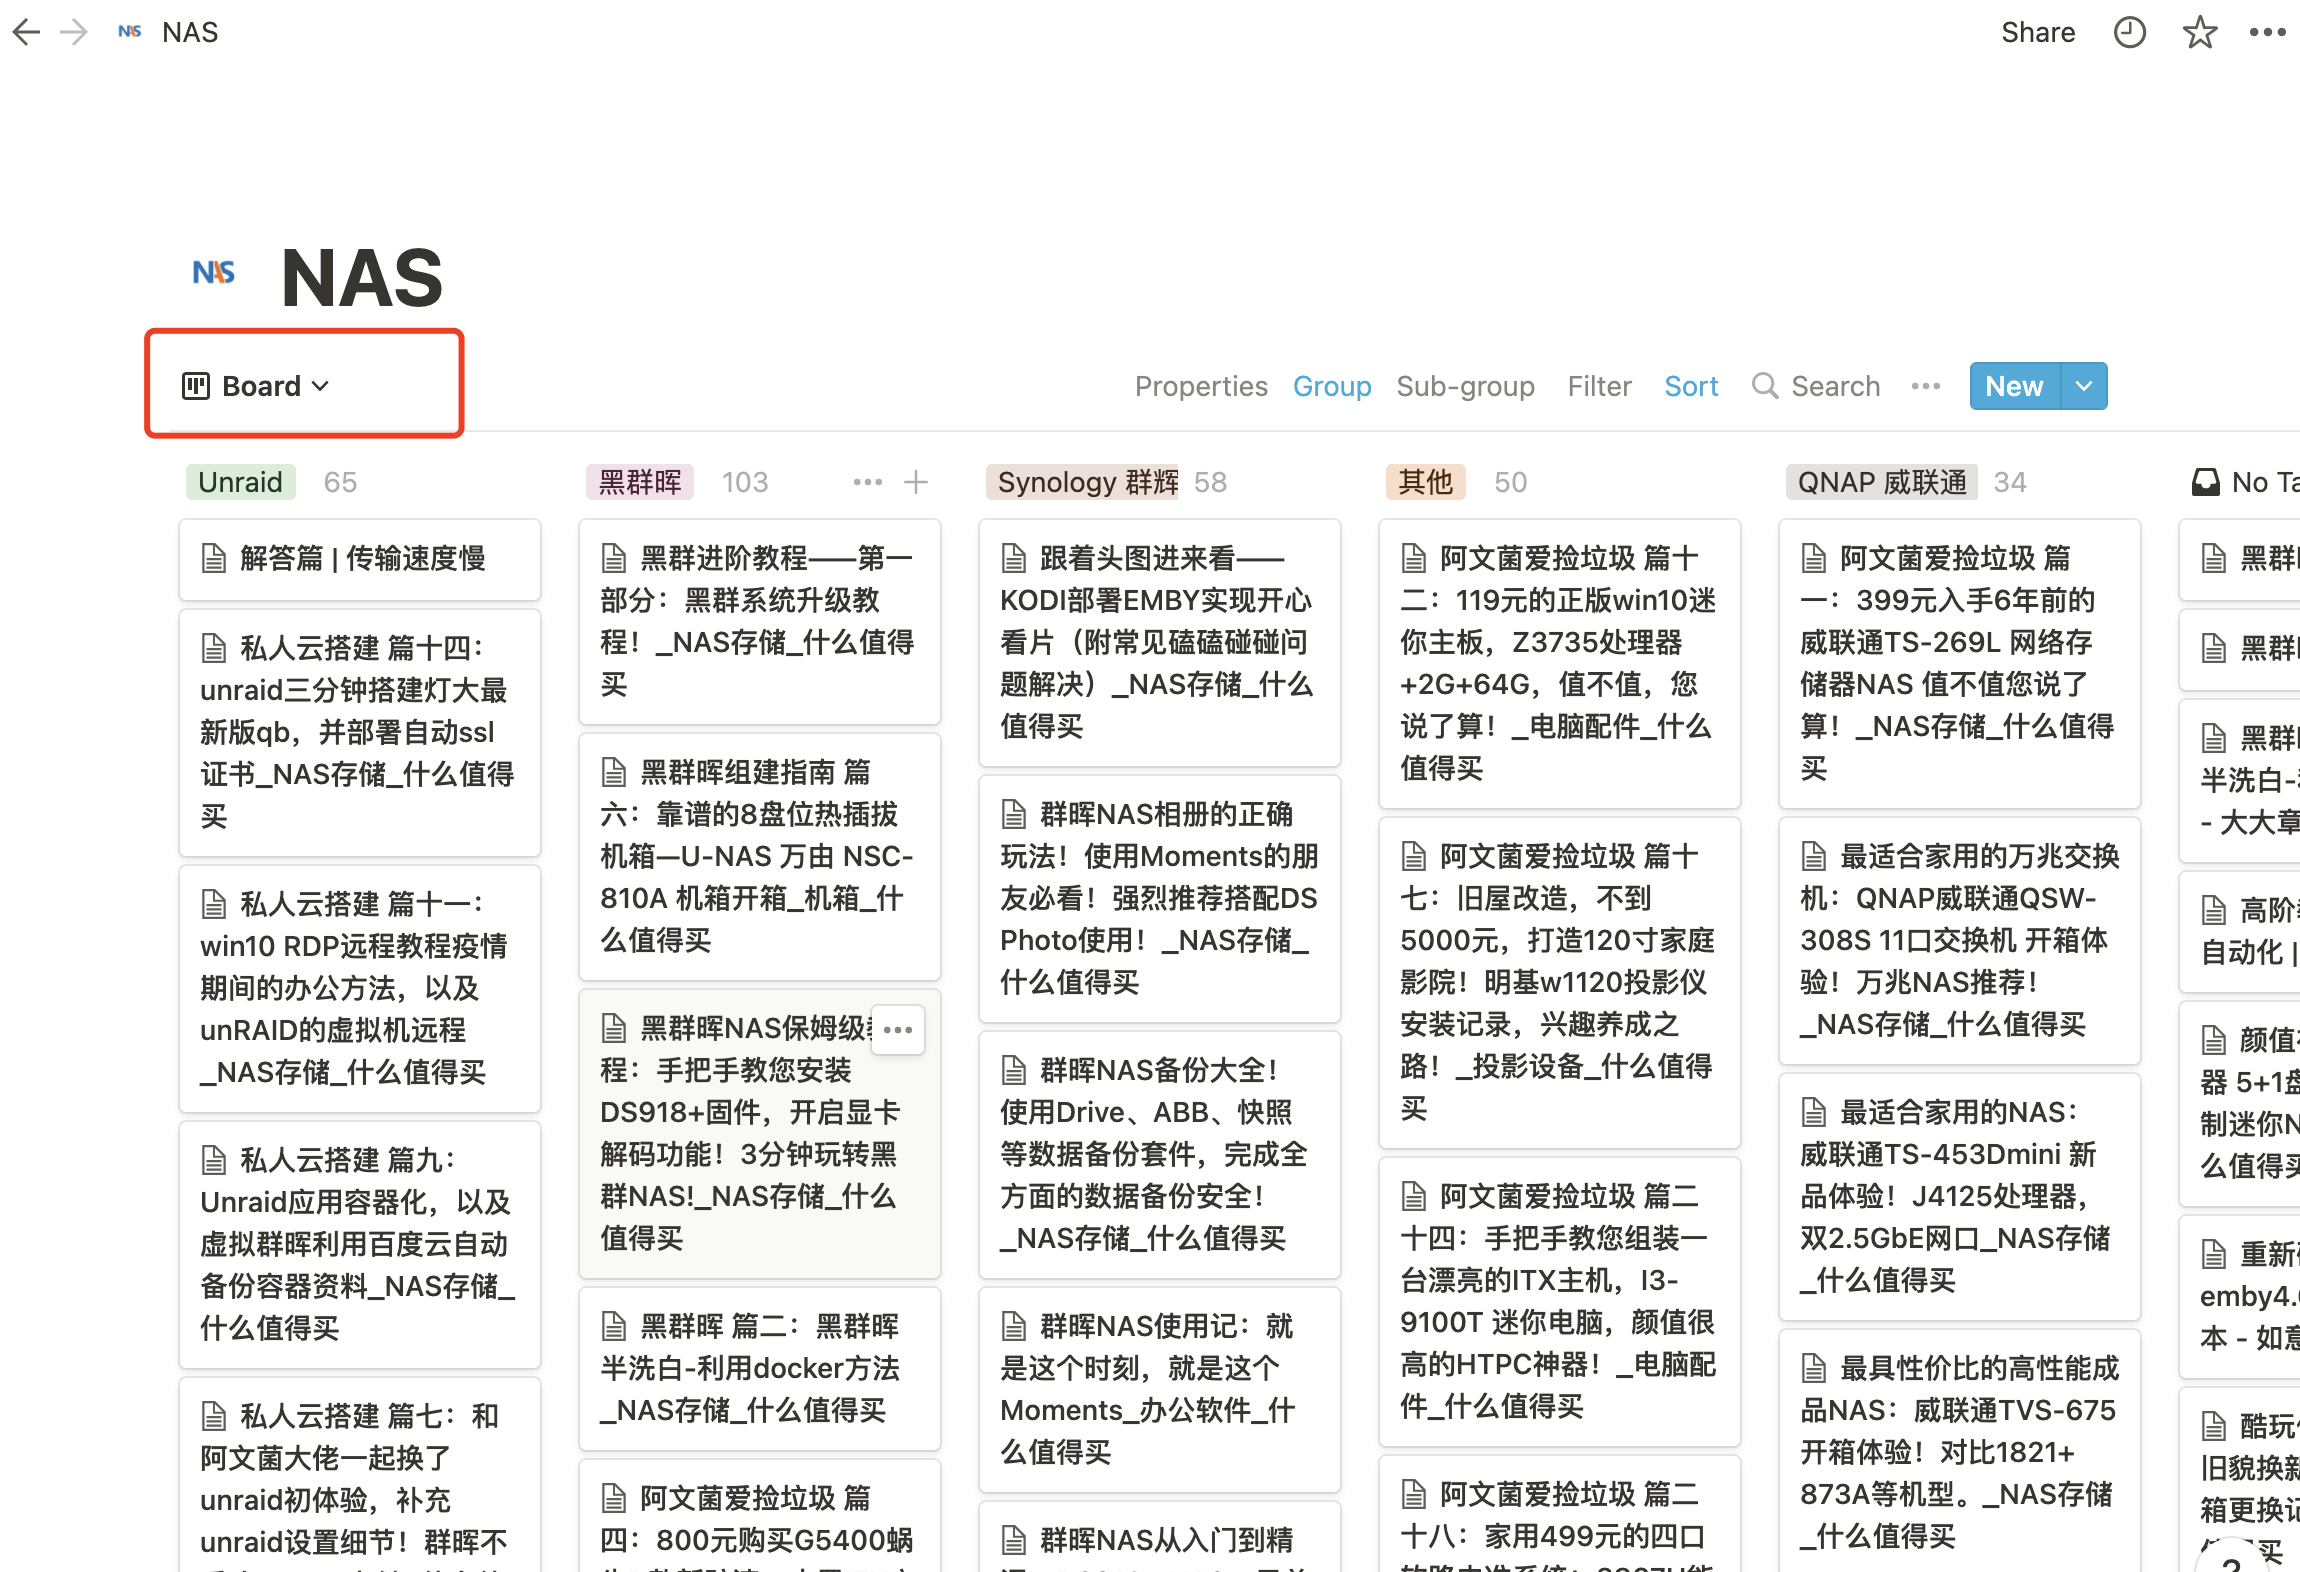 NAS NAS
Share
NAS NAS
Board
Properties Group Sub-group Filter Sort Search New
Unraid 65
解答篇 | 传输速度慢
私人云搭建 篇十四：
unraid三分钟搭建灯大最
新版qb，并部署自动ssl
证书_NAS存储_什么值得
买
私人云搭建 篇十一：
win10 RDP远程教程疫情
期间的办公方法，以及
unRAID的虚拟机远程
_NAS存储_什么值得买
私人云搭建 篇九：
Unraid应用容器化，以及
虚拟群晖利用百度云自动
备份容器资料_NAS存储_
什么值得买
私人云搭建 篇七：和
阿文菌大佬一起换了
unraid初体验，补充
unraid设置细节！群晖不
黑群晖 103
黑群进阶教程——第一
部分：黑群系统升级教
程！_NAS存储_什么值得
买
黑群晖组建指南 篇
六：靠谱的8盘位热插拔
机箱—U-NAS 万由 NSC-
810A 机箱开箱_机箱_什
么值得买
黑群晖NAS保姆级
程：手把手教您安装
DS918+固件，开启显卡
解码功能！3分钟玩转黑
群NAS!_NAS存储_什么
值得买
黑群晖 篇二：黑群晖
半洗白-利用docker方法
_NAS存储_什么值得买
阿文菌爱捡垃圾 篇
四：800元购买G5400蜗
Synology 群辉 58
跟着头图进来看——
KODI部署EMBY实现开心
看片（附常见磕磕碰碰问
题解决）_NAS存储_什么
值得买
群晖NAS相册的正确
玩法！使用Moments的朋
友必看！强烈推荐搭配DS
Photo使用！_NAS存储_
什么值得买
群晖NAS备份大全！
使用Drive、ABB、快照
等数据备份套件，完成全
方面的数据备份安全！
_NAS存储_什么值得买
群晖NAS使用记：就
是这个时刻，就是这个
Moments_办公软件_什
么值得买
群晖NAS从入门到精
其他 50
阿文菌爱捡垃圾 篇十
二：119元的正版win10迷
你主板，Z3735处理器
+2G+64G，值不值，您
说了算！_电脑配件_什么
值得买
阿文菌爱捡垃圾 篇十
七：旧屋改造，不到
5000元，打造120寸家庭
影院！明基w1120投影仪
安装记录，兴趣养成之
路！_投影设备_什么值得
买
阿文菌爱捡垃圾 篇二
十四：手把手教您组装一
台漂亮的ITX主机，I3-
9100T 迷你电脑，颜值很
高的HTPC神器！_电脑配
件_什么值得买
阿文菌爱捡垃圾 篇二
十八：家用499元的四口
QNAP 威联通 34
阿文菌爱捡垃圾 篇
一：399元入手6年前的
威联通TS-269L 网络存
储器NAS 值不值您说了
算！_NAS存储_什么值得
买
最适合家用的万兆交换
机：QNAP威联通QSW-
308S 11口交换机 开箱体
验！万兆NAS推荐！
_NAS存储_什么值得买
最适合家用的NAS：
威联通TS-453Dmini 新
品体验！J4125处理器，
双2.5GbE网口_NAS存储
_什么值得买
最具性价比的高性能成
品NAS：威联通TVS-675
开箱体验！对比1821+
873A等机型。_NAS存储
_什么值得买
No Ta
黑群
黑群
黑群
半洗白-
- 大大章
高阶
自动化 |
颜值
器 5+1盘
制迷你N
么值得买
重新
emby4.
本 - 如意
酷玩
旧貌换新
箱更换记
买
?